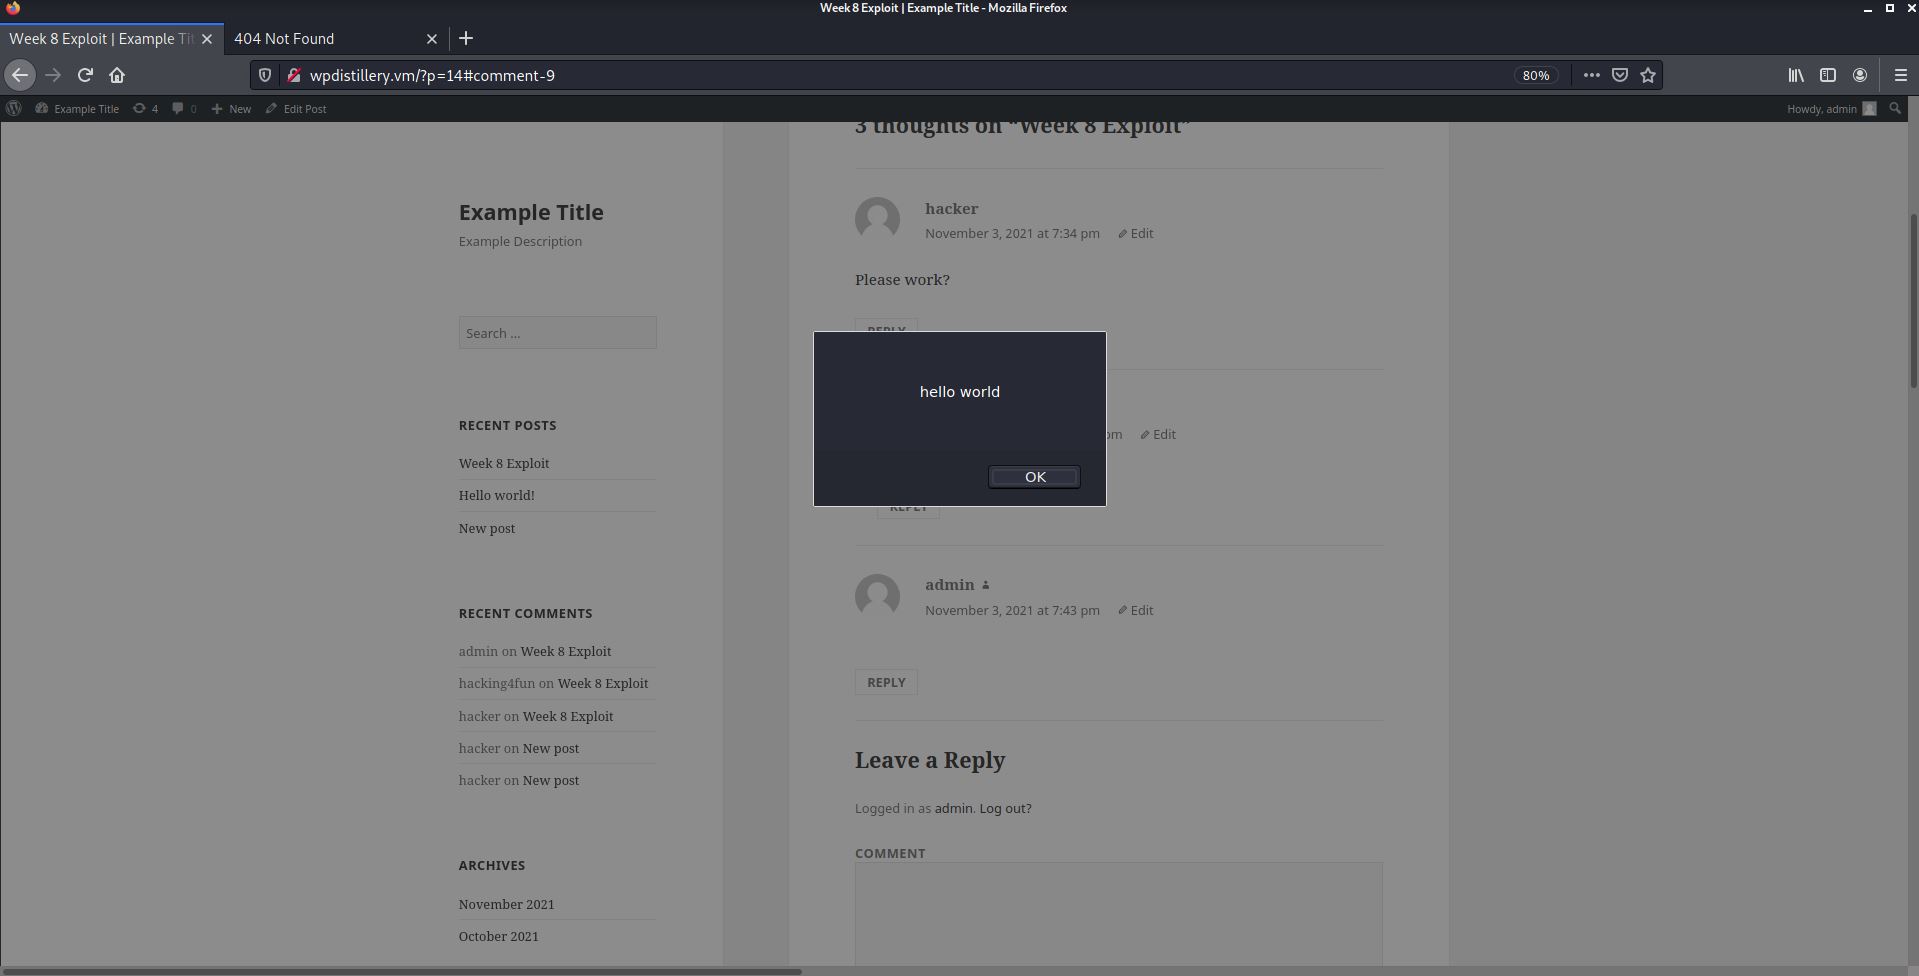 Week 8 Exploit | Example Title - Mozilla Firefox
Week 8 Exploit | Example Tit
404 Not Found
wpdistillery.vm/?p=14#comment-9
80%
Example Title
4
0
New
Edit Post
Howdy, admin
Example Title
Example Description
Search ...
RECENT POSTS
Week 8 Exploit
Hello world!
New post
RECENT COMMENTS
admin on Week 8 Exploit
hacking4fun on Week 8 Exploit
hacker on Week 8 Exploit
hacker on New post
hacker on New post
ARCHIVES
November 2021
October 2021
3 thoughts on “Week 8 Exploit”
hacker
November 3, 2021 at 7:34 pm
Edit
Please work?
REPLY
hello world
OK
pm
Edit
REPLY
admin
November 3, 2021 at 7:43 pm
Edit
REPLY
Leave a Reply
Logged in as admin. Log out?
COMMENT